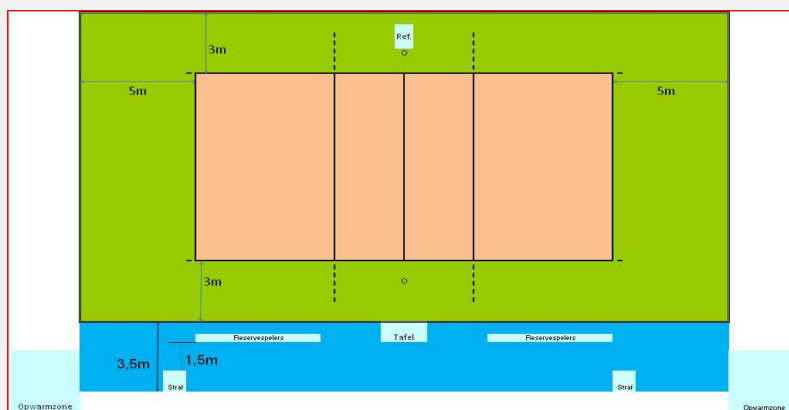 Ref.
3m
5m
5m
3m
Reservespelers
Tafel
Reservespelers
3,5m
1,5m
Straf
Straf
Opwarmzone
Opwarmzone